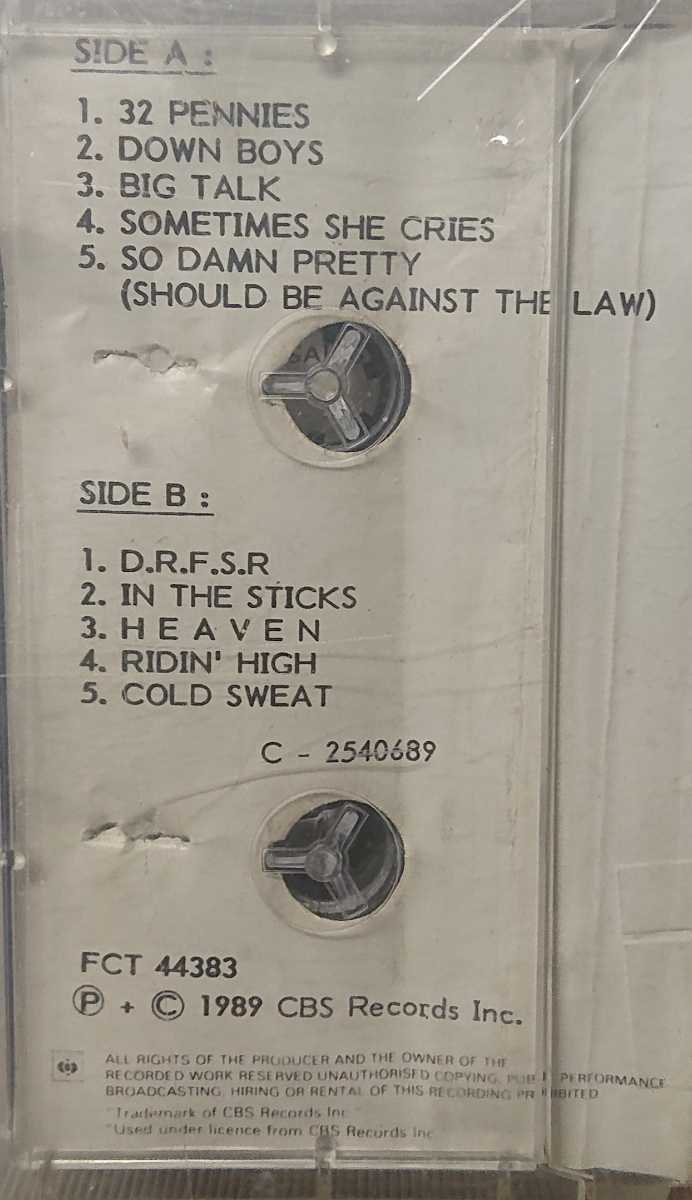 SIDE A :
1. 32 PENNIES
2. DOWN BOYS
3. BIG TALK
4. SOMETIMES SHE CRIES
5. SO DAMN PRETTY
(SHOULD BE AGAINST THE LAW)
SIDE B :
1. D.R.F.S.R
2. IN THE STICKS
3. H E A V E N
4. RIDIN' HIGH
5. COLD SWEAT
C - 2540689
FCT 44383
Ⓟ + © 1989 CBS Records Inc.
ALL RIGHTS OF THE PRODUCER AND THE OWNER OF THE
RECORDED WORK RESERVED UNAUTHORISED COPYING, PERFORMANCE
BROADCASTING, HIRING OR RENTAL OF THIS RECORDING
"Trademark of CBS Records Inc."
"Used under licence from CBS Records Inc